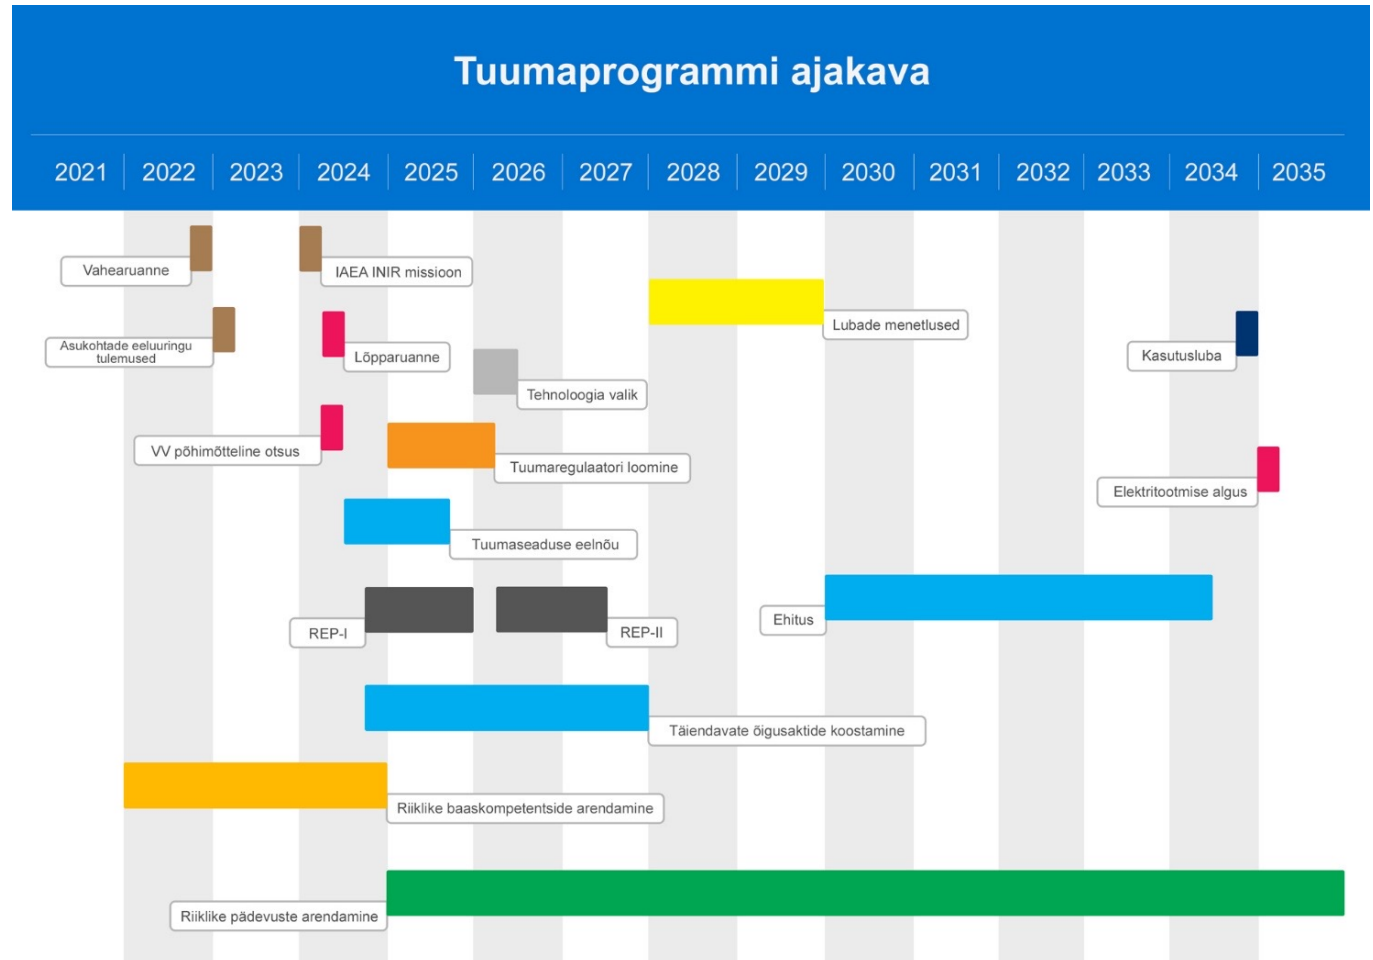 Tuumaprogrammi ajakava
2021 2022 2023 2024 2025 2026 2027 2028 2029 2030 2031 2032 2033 2034 2035
Vahearuanne
IAEA INIR missioon
Lubade menetlused
Asukohtade eeluuringu
tulemused
Lõpparuanne
Kasutusluba
Tehnoloogia valik
VV põhimõtteline otsus
Tuumaregulaatori loomine
Elektritootmise algus
Tuumaseaduse eelnõu
REP-I
REP-II
Ehitus
Täiendavate õigusaktide koostamine
Riiklike baaskompetentside arendamine
Riiklike pädevuste arendamine